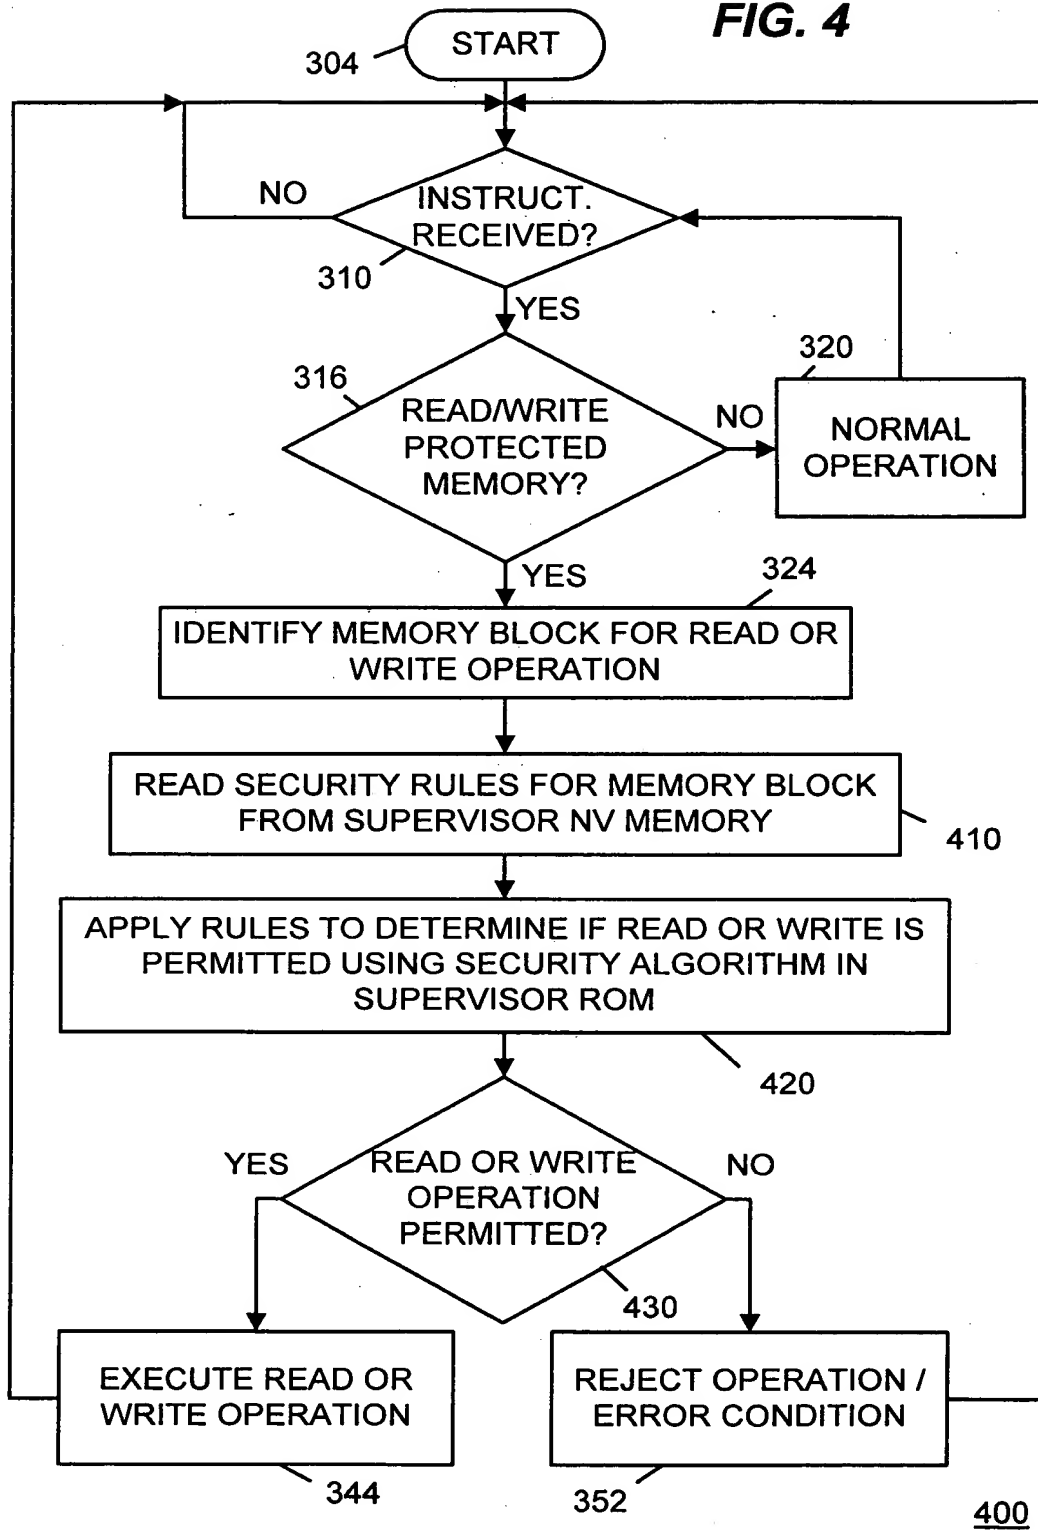 FIG. 4
START
304
NO
INSTRUCT.
RECEIVED?
310
YES
320
316
READ/WRITE
PROTECTED
MEMORY?
NO
NORMAL
OPERATION
YES
324
IDENTIFY MEMORY BLOCK FOR READ OR
WRITE OPERATION
READ SECURITY RULES FOR MEMORY BLOCK
FROM SUPERVISOR NV MEMORY
410
APPLY RULES TO DETERMINE IF READ OR WRITE IS
PERMITTED USING SECURITY ALGORITHM IN
SUPERVISOR ROM
420
YES
READ OR WRITE
OPERATION
PERMITTED?
NO
430
EXECUTE READ OR
WRITE OPERATION
REJECT OPERATION /
ERROR CONDITION
344
352
400